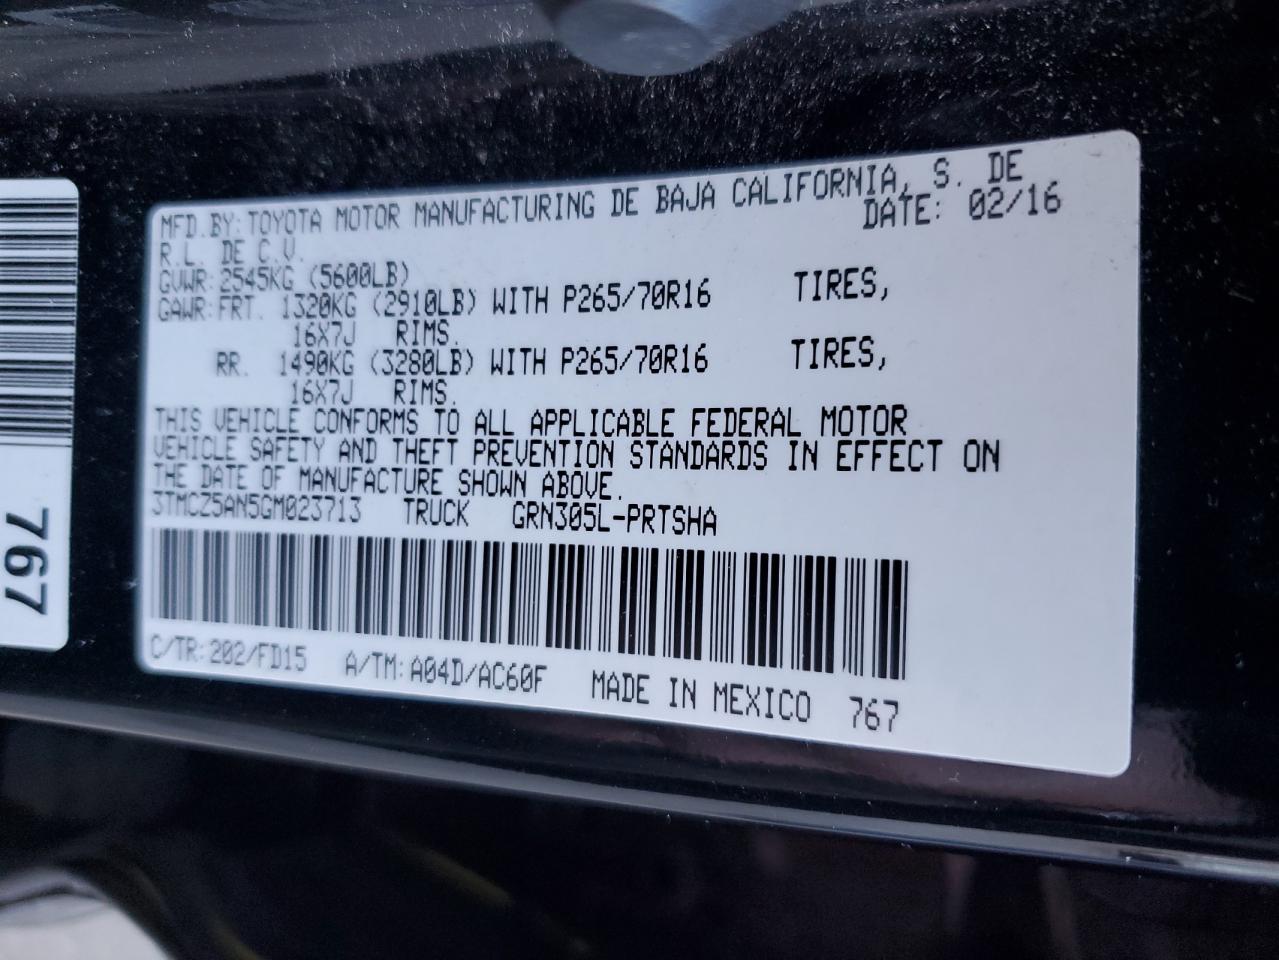 MFD.BY:TOYOTA MOTOR MANUFACTURING DE BAJA CALIFORNIA, S. DE
R.L. DE C.V. DATE: 02/16
GVWR:2545KG (5600LB)
GAWR:FRT. 1320KG (2910LB) WITH P265/70R16 TIRES,
16X7J RIMS.
RR. 1490KG (3280LB) WITH P265/70R16 TIRES,
16X7J RIMS.
THIS VEHICLE CONFORMS TO ALL APPLICABLE FEDERAL MOTOR
VEHICLE SAFETY AND THEFT PREVENTION STANDARDS IN EFFECT ON
THE DATE OF MANUFACTURE SHOWN ABOVE.
3TMCZ5AN5GM023713 TRUCK GRN305L-PRTSHA
C/TR:202/FD15 A/TM:A04D/AC60F MADE IN MEXICO 767
767